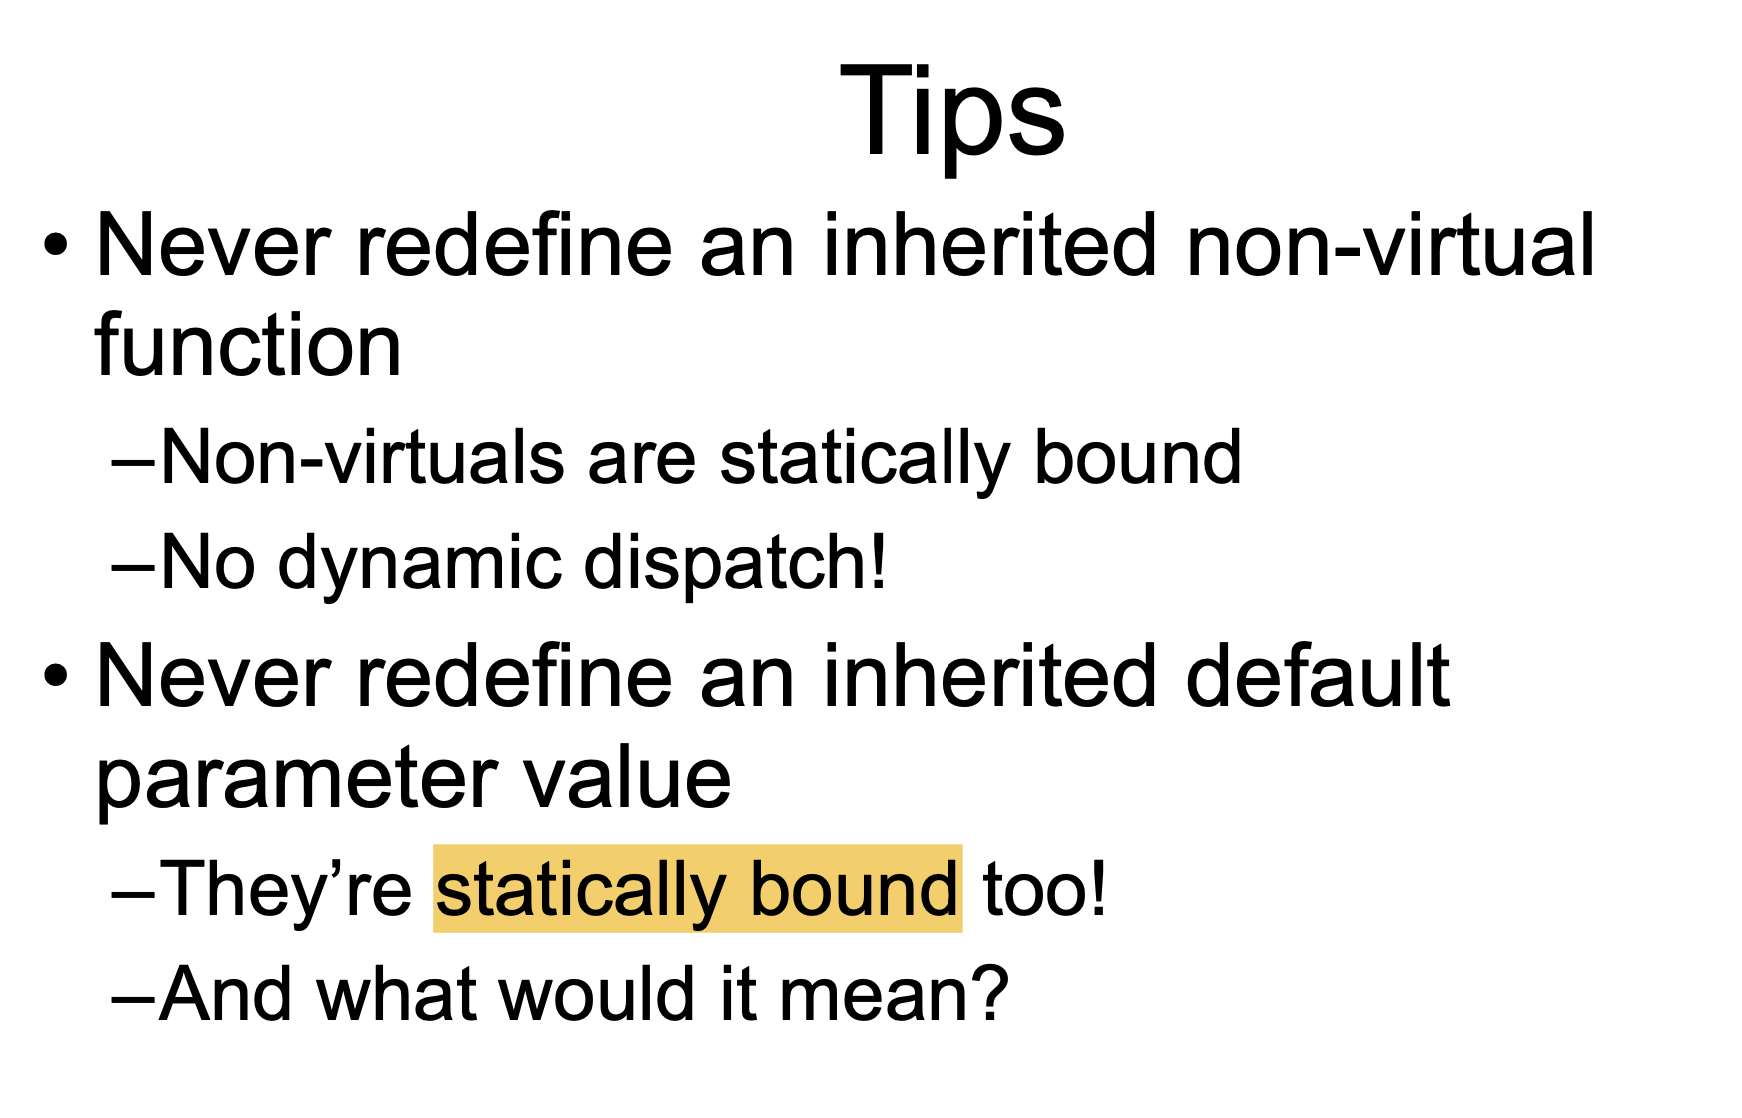 Tips
• Never redefine an inherited non-virtual
function
–Non-virtuals are statically bound
–No dynamic dispatch!
• Never redefine an inherited default
parameter value
–They’re statically bound too!
–And what would it mean?